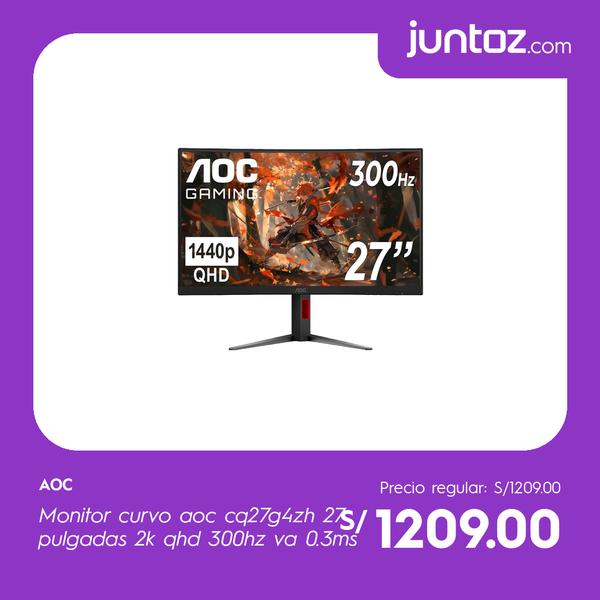 juntoz.com
AOC
GAMING
300Hz
1440p
QHD
27”
AOC
AOC
Precio regular: S/1209.00
Monitor curvo aoc cq27g4zh 27
pulgadas 2k qhd 300hz va 0.3ms
S/ 1209.00